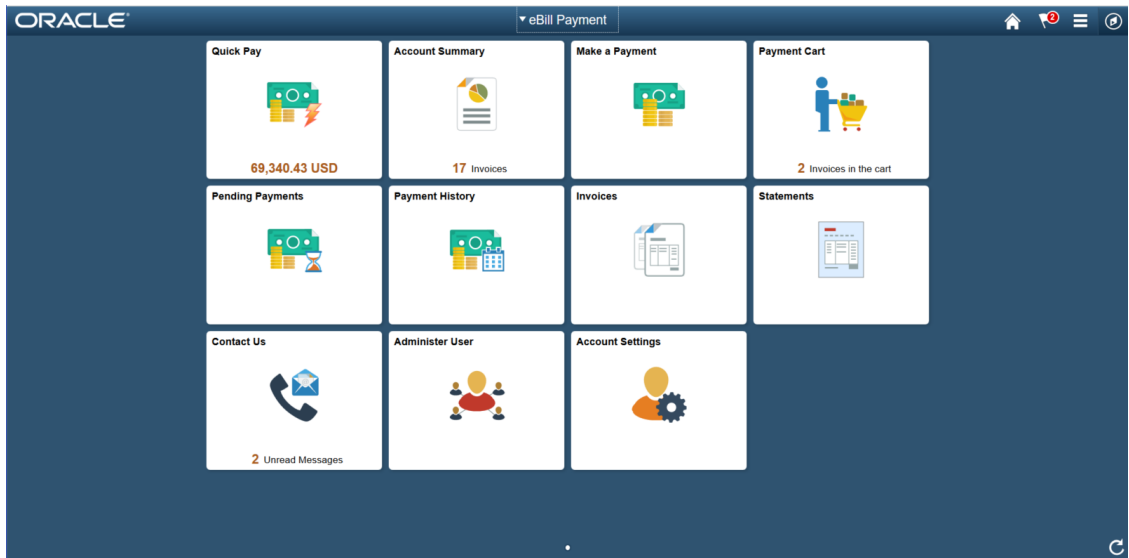 ORACLE
eBill Payment
2
Quick Pay
69,340.43 USD
Account Summary
17 Invoices
Make a Payment
Payment Cart
2 Invoices in the cart
Pending Payments
Payment History
Invoices
Statements
Contact Us
2 Unread Messages
Administer User
Account Settings